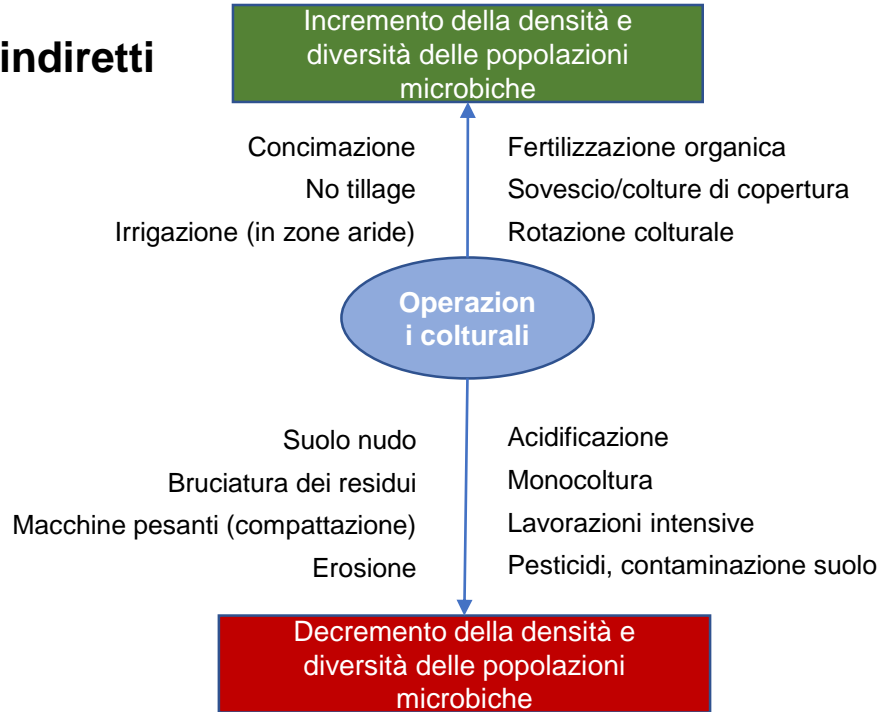 indiretti
Incremento della densità e
diversità delle popolazioni
microbiche
Concimazione
No tillage
Irrigazione (in zone aride)
Fertilizzazione organica
Sovescio/colture di copertura
Rotazione colturale
Operazion
i colturali
Suolo nudo
Bruciatura dei residui
Macchine pesanti (compattazione)
Erosione
Acidificazione
Monocoltura
Lavorazioni intensive
Pesticidi, contaminazione suolo
Decremento della densità e
diversità delle popolazioni
microbiche